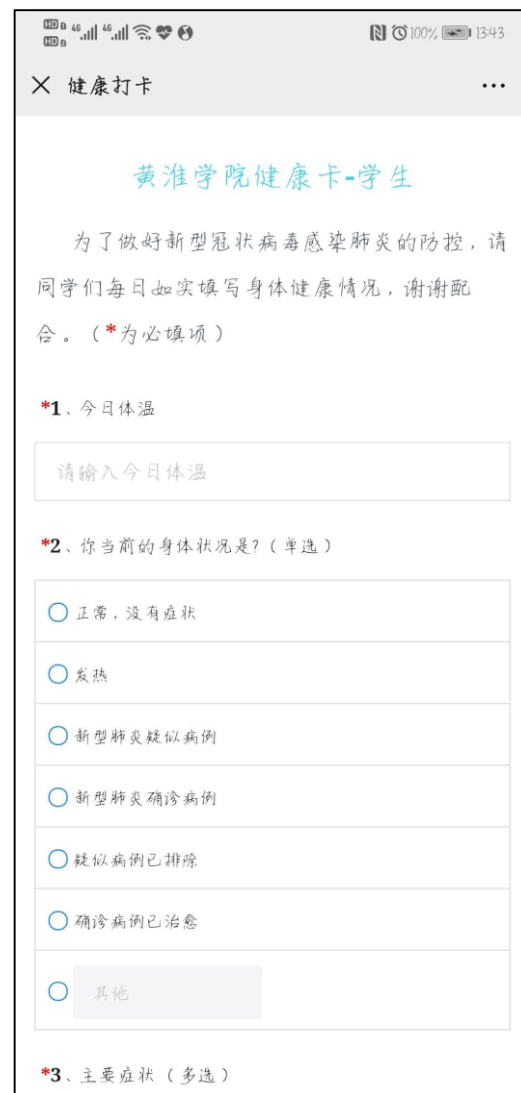 HD 4G 4G 100% 13:43
HD
健康打卡
黄淮学院健康卡-学生
为了做好新型冠状病毒感染肺炎的防控，请
同学们每日如实填写身体健康情况，谢谢配
合。（*为必填项）
*1、今日体温
请输入今日体温
*2、你当前的身体状况是?（单选）
正常，没有症状
发热
新型肺炎疑似病例
新型肺炎确诊病例
疑似病例已排除
确诊病例已治愈
其他
*3、主要症状（多选）